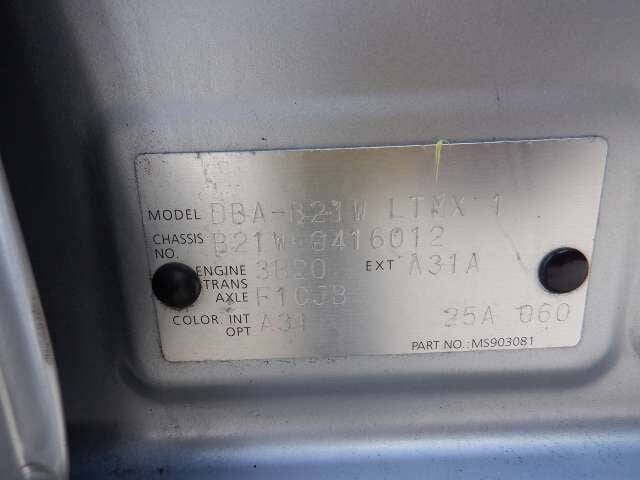 MODEL DBA-B21W LTXX 1
CHASSIS NO. B21W-0416012
ENGINE 3B20 EXT A31A
TRANS AXLE F1CJB
COLOR. INT OPT A31 25A 060
PART NO.: MS903081